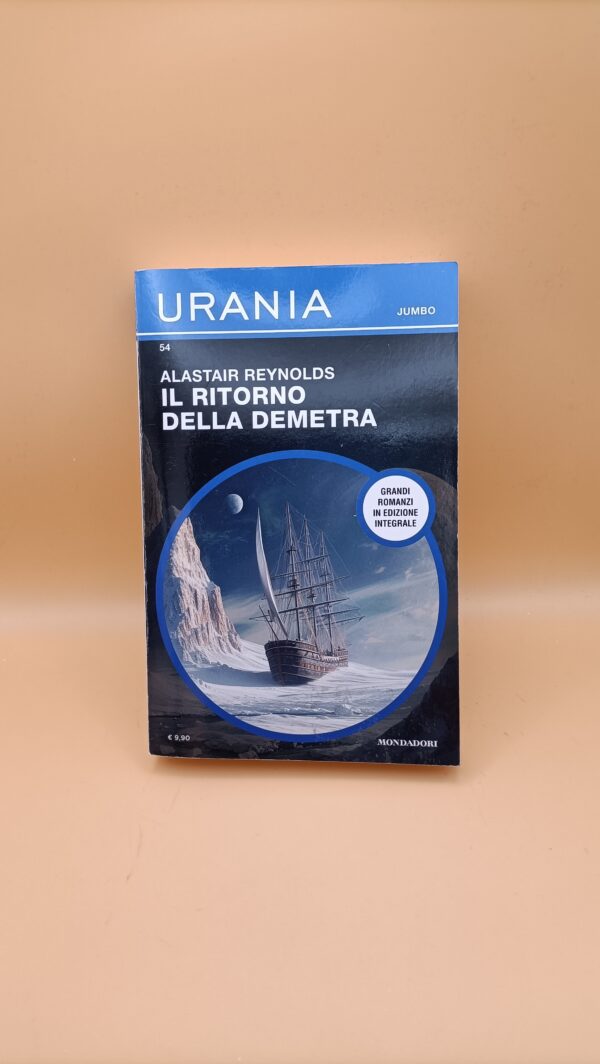 URANIA
JUMBO
54
ALASTAIR REYNOLDS
IL RITORNO
DELLA DEMETRA
GRANDI
ROMANZI
IN EDIZIONE
INTEGRALE
€ 9,90
MONDADORI